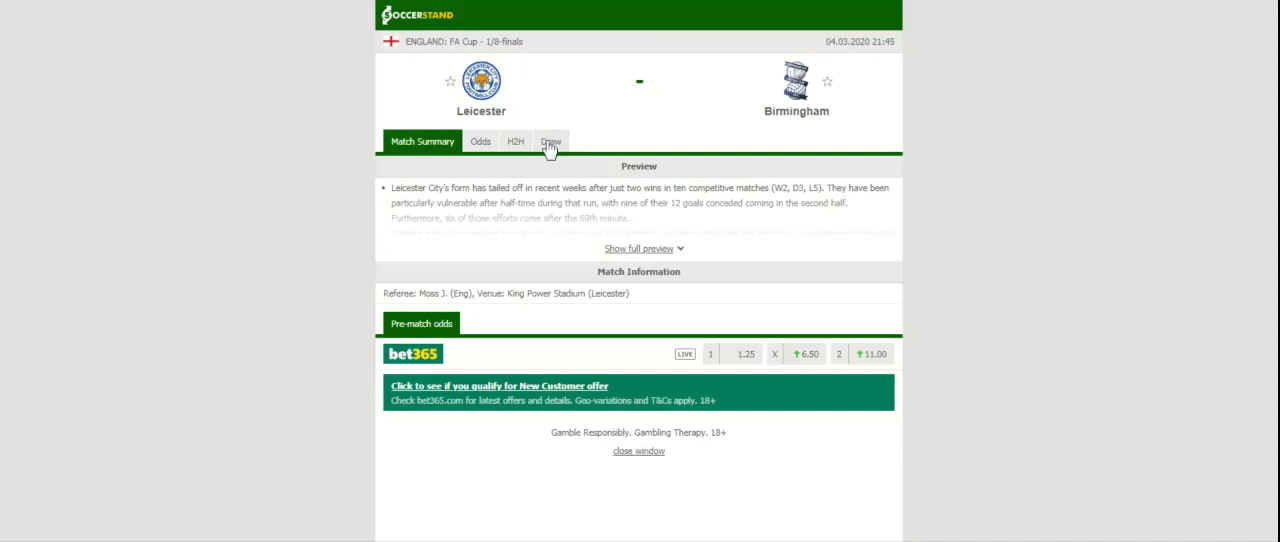 SOCCERSTAND
ENGLAND: FA Cup - 1/8-finals 04.03.2020 21:45
-
Leicester Birmingham
Match Summary Odds H2H Draw
Preview
• Leicester City's form has tailed off in recent weeks after just two wins in ten competitive matches (W2, D3, L5). They have been
particularly vulnerable after half-time during that run, with nine of their 12 goals conceded coming in the second half.
Furthermore, six of those efforts come after the 69th minute.
Show full preview
Match Information
Referee: Moss J. (Eng), Venue: King Power Stadium (Leicester)
Pre-match odds
bet365 LIVE 1 1.25 X 6.50 2 11.00
Click to see if you qualify for New Customer offer
Check bet365.com for latest offers and details. Geo-variations and T&Cs apply. 18+
Gamble Responsibly. Gambling Therapy. 18+
close window